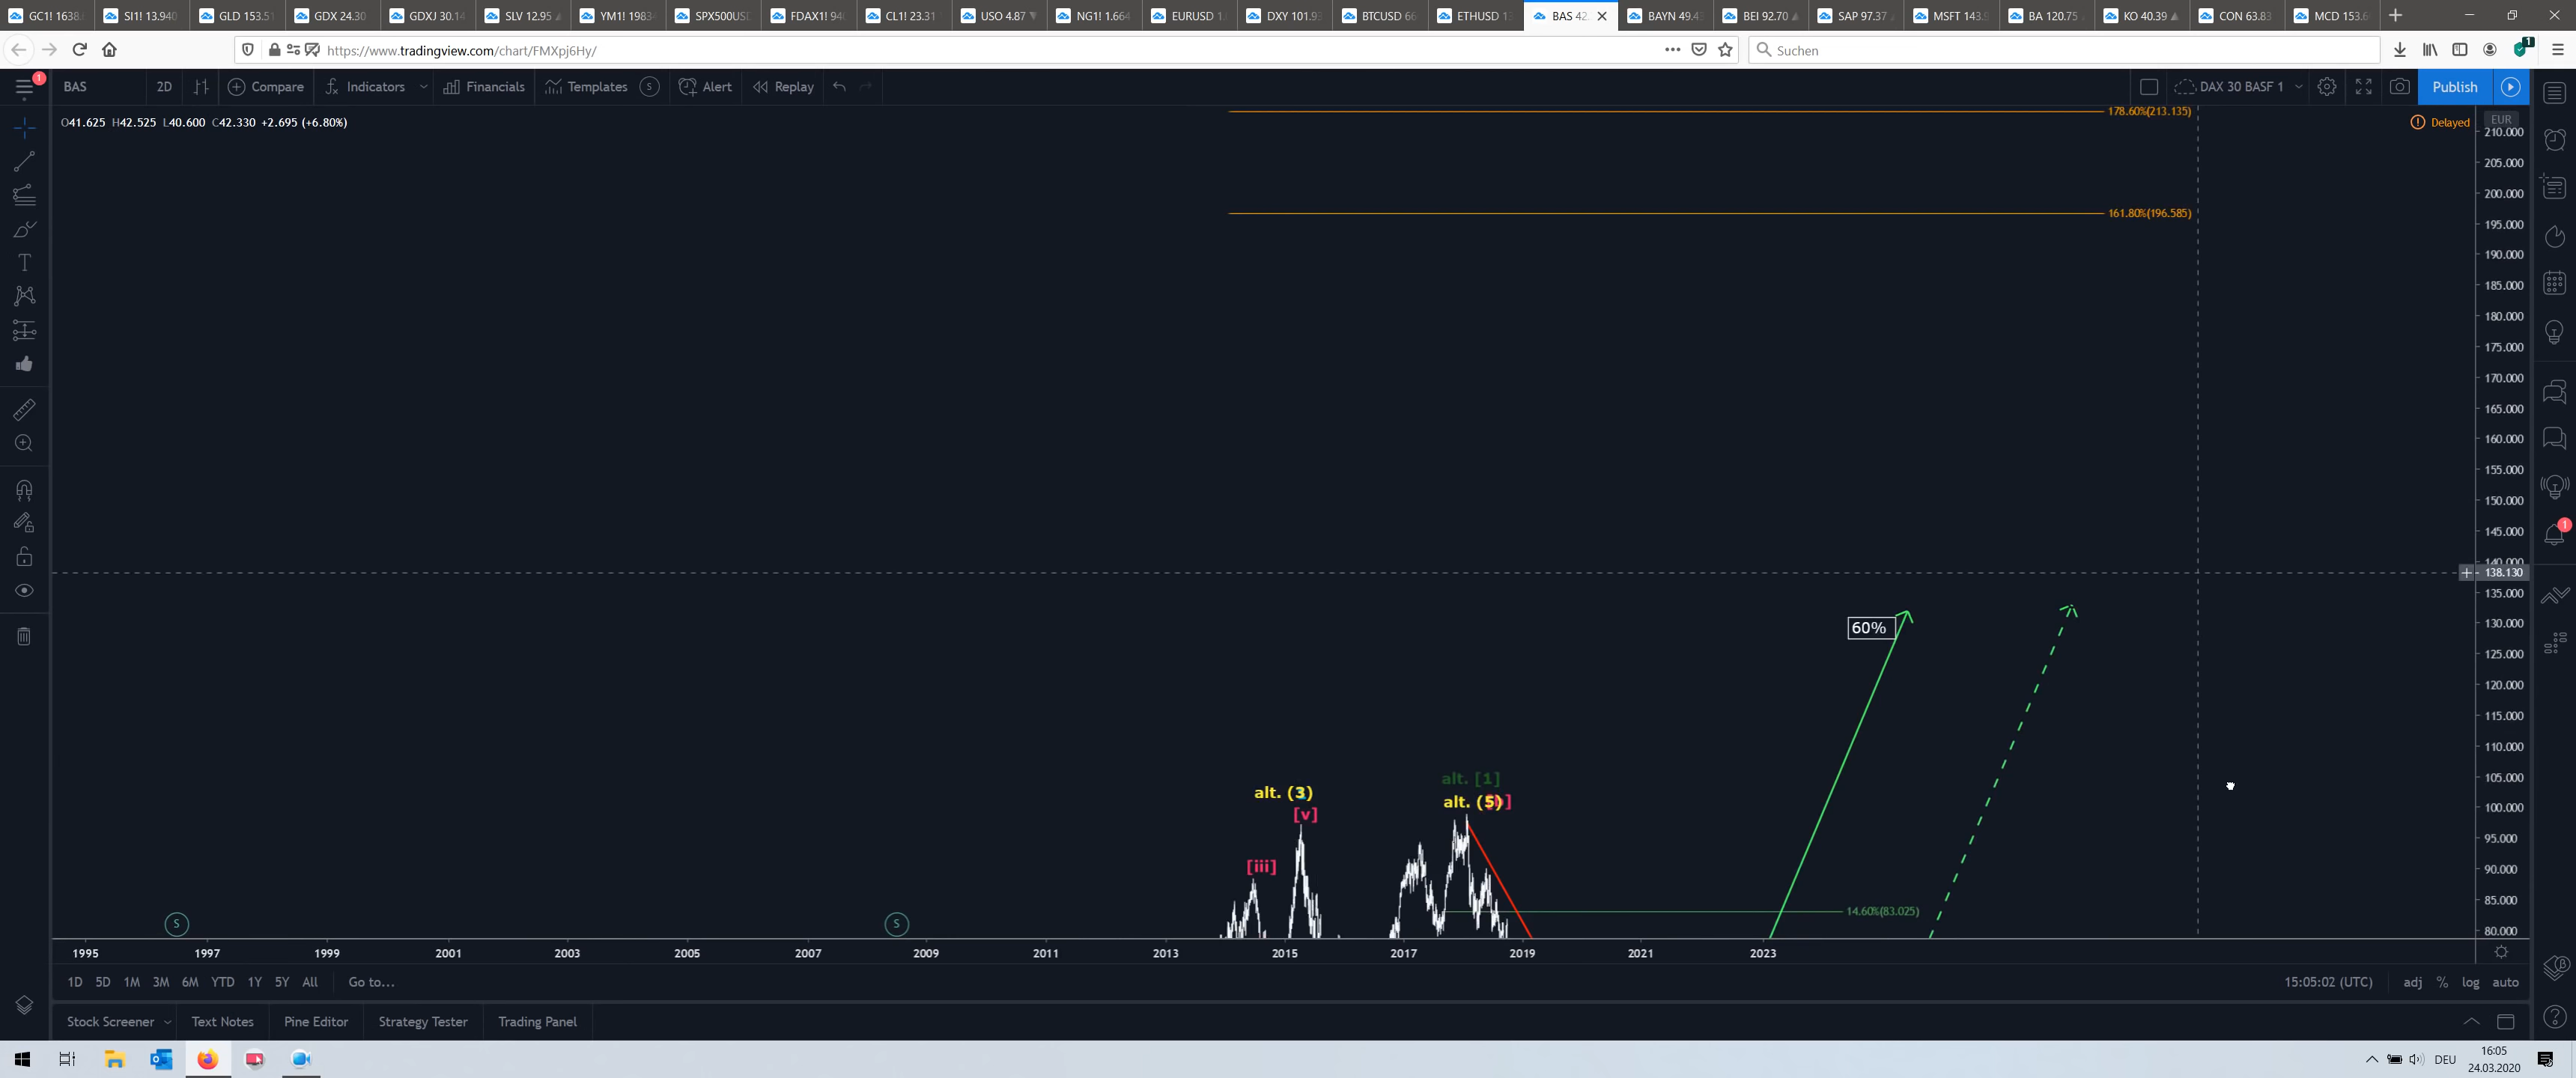 GC1! 1638. SI1! 13.940 GLD 153.51 GDX 24.30 GDXJ 30.14 SLV 12.95 YM1! 1983 SPX500USD FDAX1! 940 CL1! 23.31 USO 4.87 NG1! 1.664 EURUSD 1. DXY 101.93 BTCUSD 66 ETHUSD 13 BAS 42. BAYN 49.43 BEI 92.70 SAP 97.37 MSFT 143.9 BA 120.75 KO 40.39 CON 63.83 MCD 153.6
https://www.tradingview.com/chart/FMXpj6Hy/ Suchen
1 BAS 2D Compare Indicators Financials Templates S Alert Replay DAX 30 BASF 1 Publish
O41.625 H42.525 L40.600 C42.330 +2.695 (+6.80%)
178.60%(213.135)
Delayed
EUR
210.000
205.000
200.000
161.80%(196.585)
195.000
190.000
185.000
180.000
175.000
170.000
165.000
160.000
155.000
150.000
145.000
140.000
138.130
135.000
60%
130.000
125.000
120.000
115.000
110.000
alt. [1]
105.000
alt. (3)
alt. (5)
100.000
[v]
95.000
[iii]
90.000
85.000
14.60%(83.025)
S S
80.000
1995 1997 1999 2001 2003 2005 2007 2009 2011 2013 2015 2017 2019 2021 2023
1D 5D 1M 3M 6M YTD 1Y 5Y All Go to... 15:05:02 (UTC) adj % log auto
Stock Screener Text Notes Pine Editor Strategy Tester Trading Panel
DEU
16:05
24.03.2020